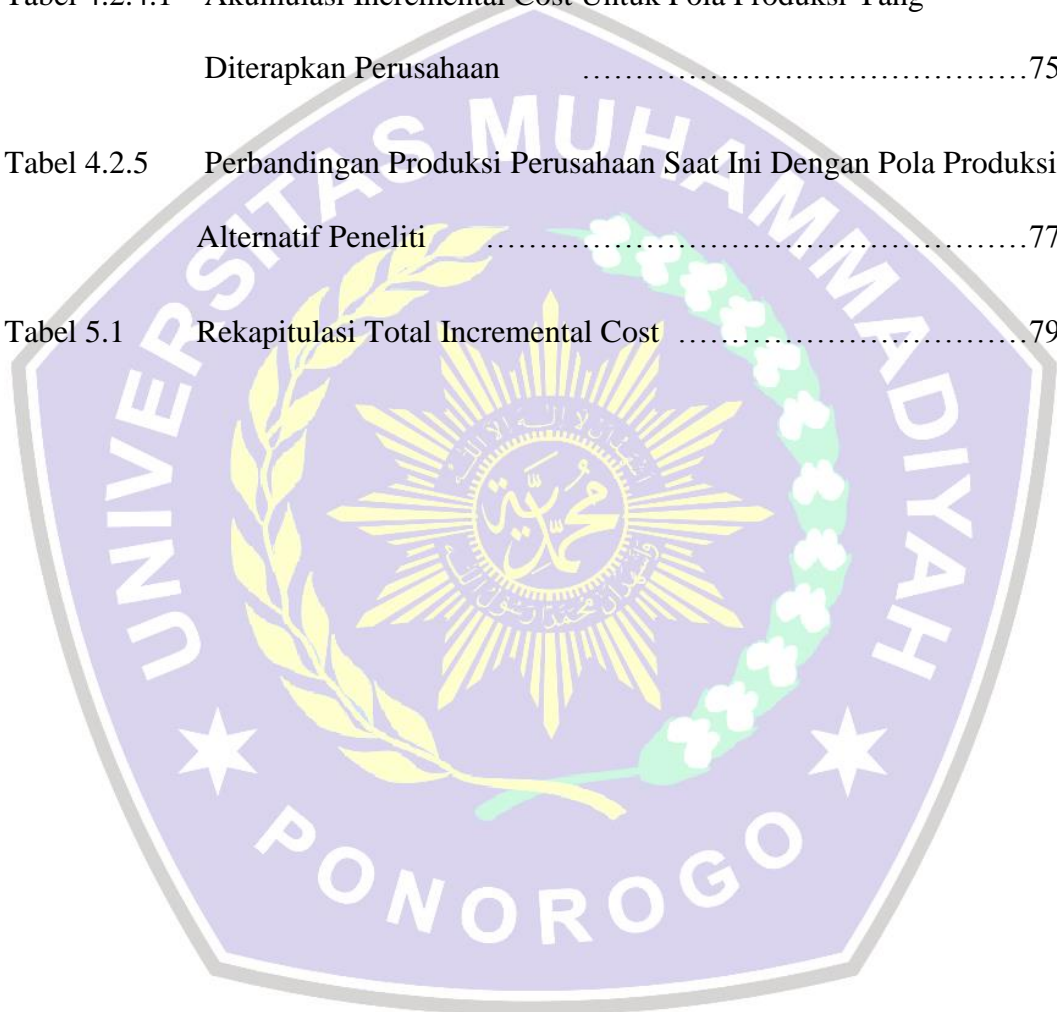 Tabel 4.2.4.1 Akumulasi Incremental Cost Untuk Pola Produksi Yang
Diterapkan Perusahaan ……………………………………75
Tabel 4.2.5 Perbandingan Produksi Perusahaan Saat Ini Dengan Pola Produksi
Alternatif Peneliti ……………………………………………77
Tabel 5.1 Rekapitulasi Total Incremental Cost ……………………………79
UNIVERSITAS MUHAMMADIYAH
PONOROGO